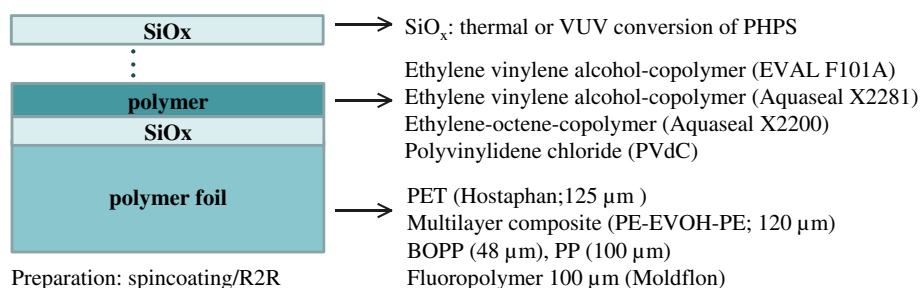 SiOx
SiOx: thermal or VUV conversion of PHPS
Ethylene vinylene alcohol-copolymer (EVAL F101A)
polymer
Ethylene vinylene alcohol-copolymer (Aquaseal X2281)
SiOx
Ethylene-octene-copolymer (Aquaseal X2200)
Polyvinylidene chloride (PVdC)
polymer foil
PET (Hostaphan;125 µm )
Multilayer composite (PE-EVOH-PE; 120 µm)
BOPP (48 µm), PP (100 µm)
Fluoropolymer 100 µm (Moldflon)
Preparation: spincoating/R2R